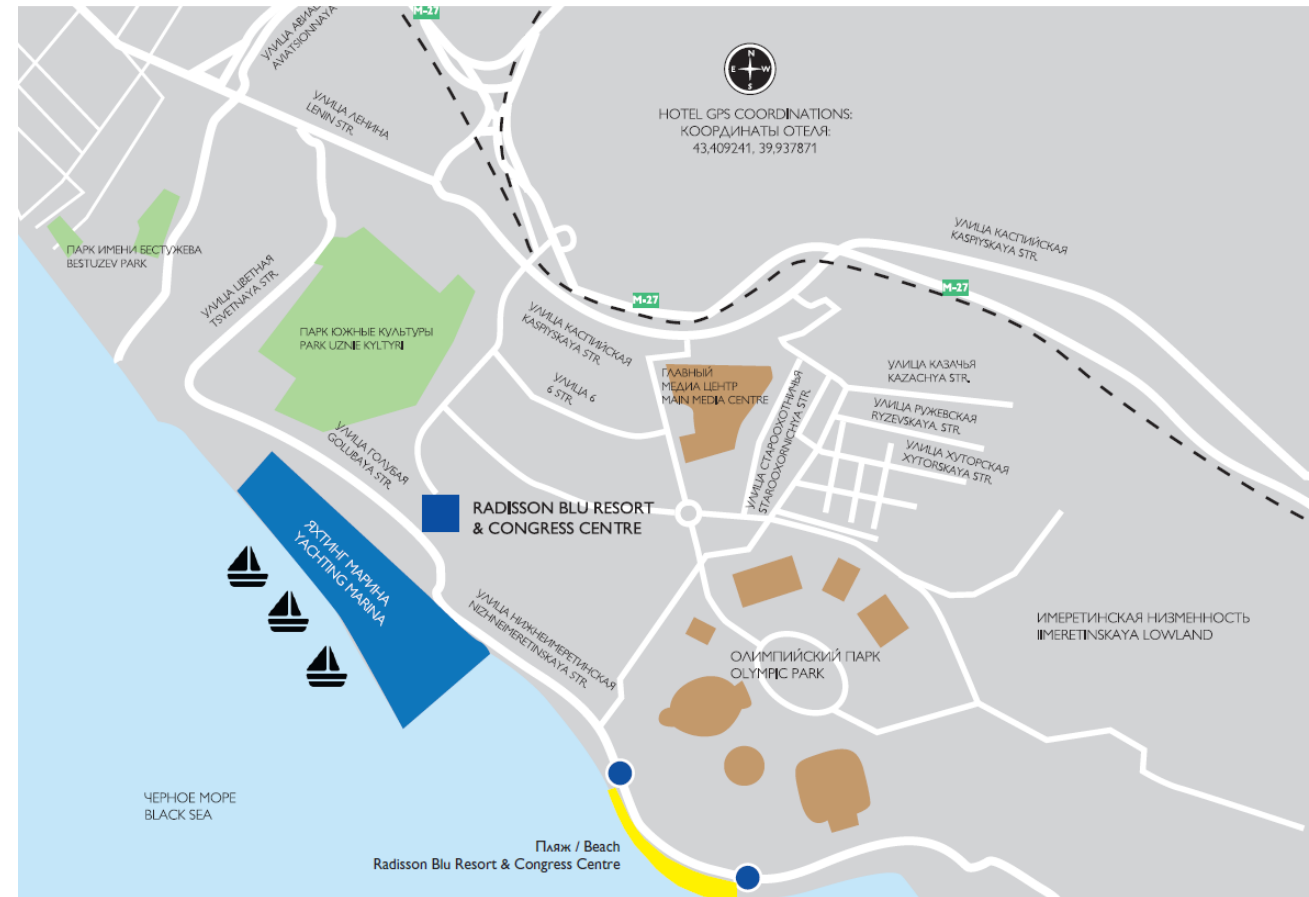 M-27
УЛИЦА АВИАЦ
AVIATSIONNAYA
N
E W
S
HOTEL GPS COORDINATIONS:
КООРДИНАТЫ ОТЕЛЯ:
43,409241, 39,937871
УЛИЦА ЛЕНИНА
LENIN STR.
УЛИЦА КАСПИЙСКАЯ
KASPIYSKAYA STR.
ПАРК ИМЕНИ БЕСТУЖЕВА
BESTUZEV PARK
УЛИЦА ЦВЕТНАЯ
TSVETNAYA STR.
M-27
M-27
ПАРК ЮЖНЫЕ КУЛЬТУРЫ
PARK UZNIE KYLTYRI
УЛИЦА КАСПИЙСКАЯ
KASPIYSKAYA STR.
УЛИЦА 6
6 STR.
ГЛАВНЫЙ
МЕДИА ЦЕНТР
MAIN MEDIA CENTRE
УЛИЦА КАЗАЧЬЯ
KAZACHYA STR.
УЛИЦА РУЖЕВСКАЯ
RYZEVSKAYA. STR.
УЛИЦА ХУТОРСКАЯ
XYTORSKAYA STR.
УЛИЦА СТАРООХОТНИЧЬЯ
STAROOXORNICHYA STR.
УЛИЦА ГОЛУБАЯ
GOLUBAYA STR.
RADISSON BLU RESORT
& CONGRESS CENTRE
ЯХТИНГ МАРИНА
YACHTING MARINA
УЛИЦА НИЖНЕИМЕРЕТИНСКАЯ
NIZHNEIMERETINSKAYA STR.
ИМЕРЕТИНСКАЯ НИЗМЕННОСТЬ
IIMERETINSKAYA LOWLAND
ОЛИМПИЙСКИЙ ПАРК
OLYMPIC PARK
ЧЕРНОЕ МОРЕ
BLACK SEA
Пляж / Beach
Radisson Blu Resort & Congress Centre